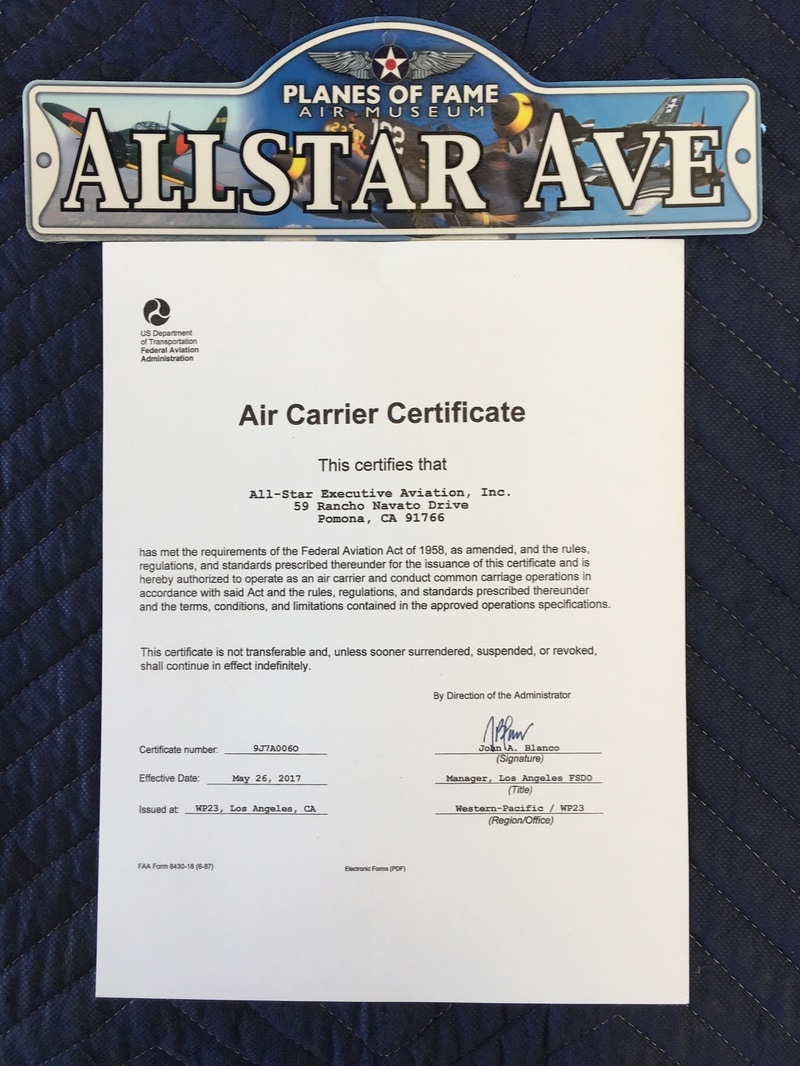 PLANES OF FAME
AIR MUSEUM
ALLSTAR AVE
US Department
of Transportation
Federal Aviation
Administration
Air Carrier Certificate
This certifies that
All-Star Executive Aviation, Inc.
59 Rancho Navato Drive
Pomona, CA 91766
has met the requirements of the Federal Aviation Act of 1958, as amended, and the rules,
regulations, and standards prescribed thereunder for the issuance of this certificate and is
hereby authorized to operate as an air carrier and conduct common carriage operations in
accordance with said Act and the rules, regulations, and standards prescribed thereunder
and the terms, conditions, and limitations contained in the approved operations specifications.
This certificate is not transferable and, unless sooner surrendered, suspended, or revoked,
shall continue in effect indefinitely.
By Direction of the Administrator
Certificate number: 9J7A006O
John A. Blanco
(Signature)
Effective Date: May 26, 2017
Manager, Los Angeles FSDO
(Title)
Issued at: WP23, Los Angeles, CA
Western-Pacific / WP23
(Region/Office)
FAA Form 8430-18 (6-87)
Electronic Forms (PDF)